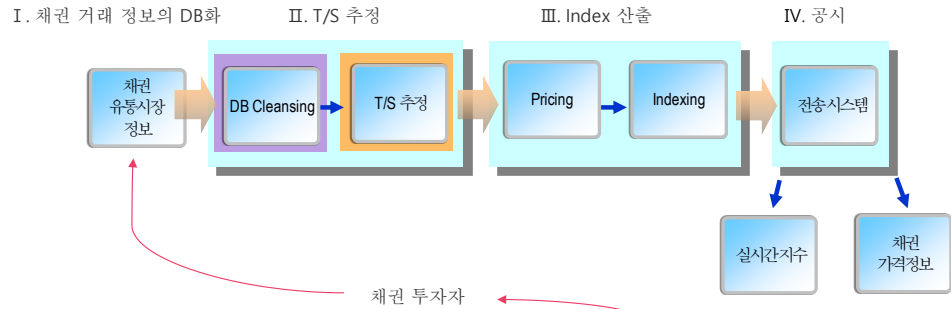 Ⅰ. 채권 거래 정보의 DB화
Ⅱ. T/S 추정
Ⅲ. Index 산출
Ⅳ. 공시
채권
유통시장
정보
DB Cleansing
T/S 추정
Pricing
Indexing
전송시스템
실시간지수
채권
가격정보
채권 투자자